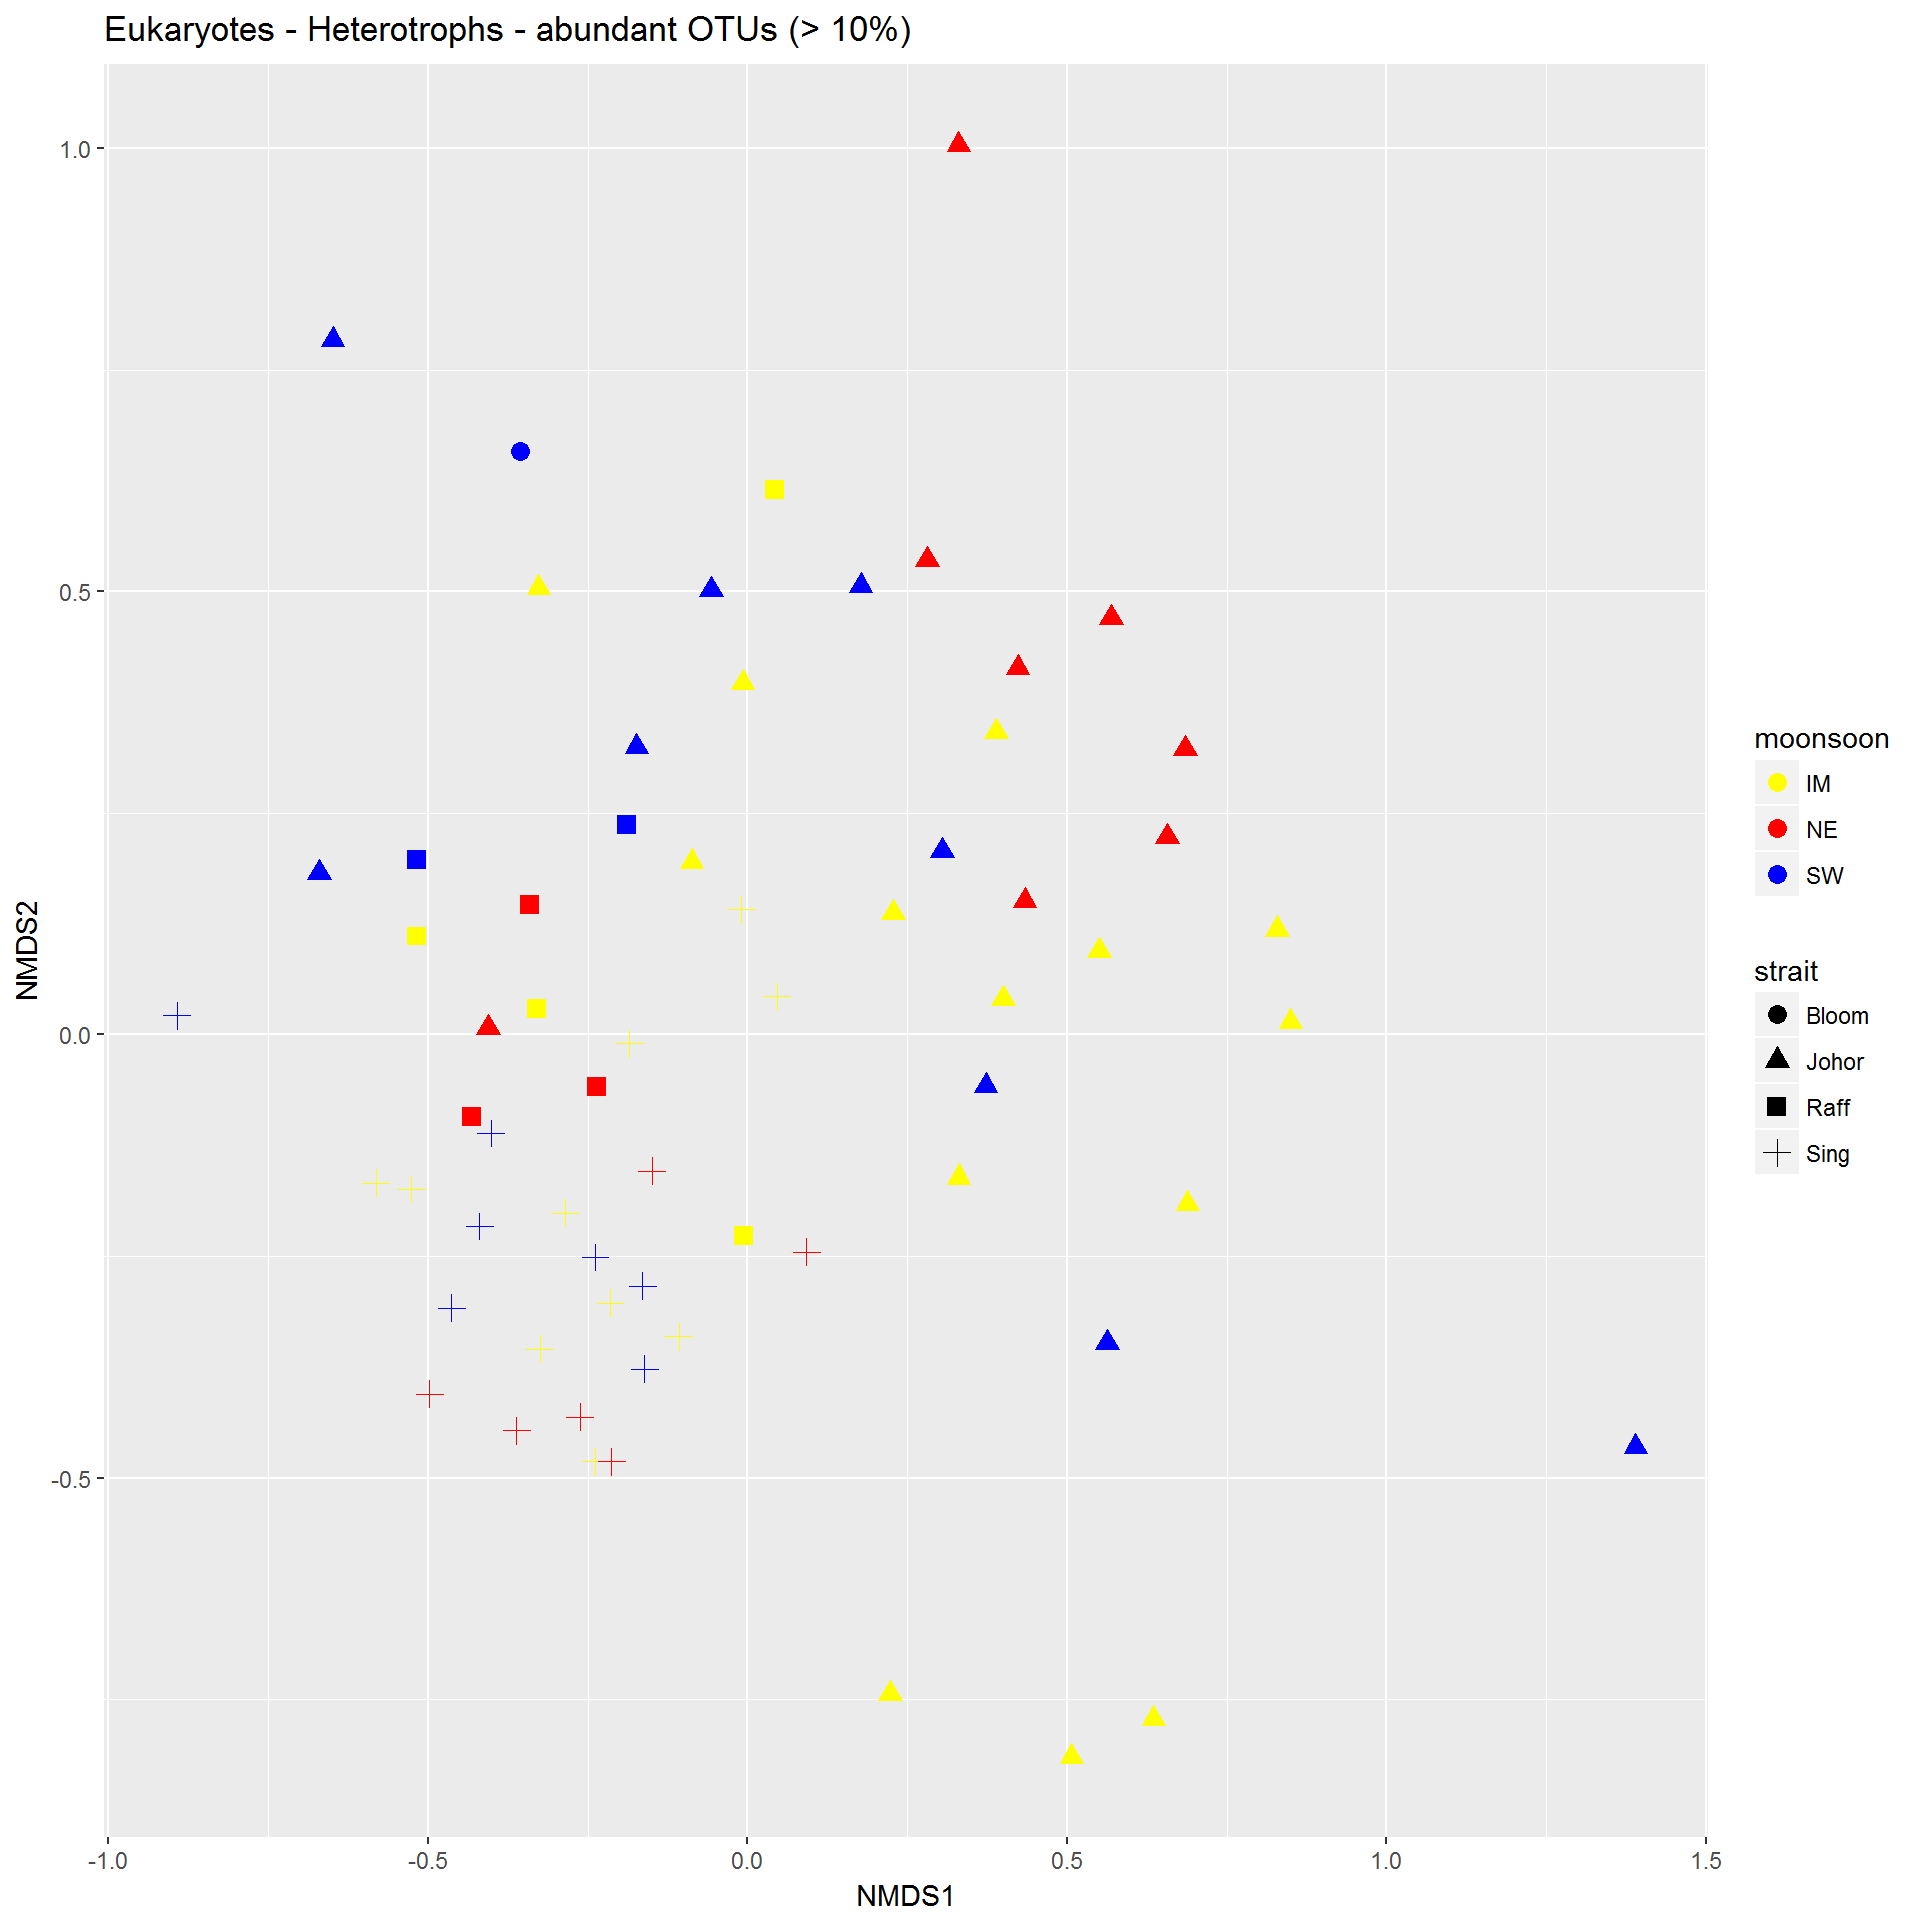 Eukaryotes - Heterotrophs - abundant OTUs (> 10%)
1.0
0.5
0.0
-0.5
NMDS2
-1.0
-0.5
0.0
0.5
1.0
1.5
NMDS1
moonsoon
IM
NE
SW
strait
Bloom
Johor
Raff
Sing